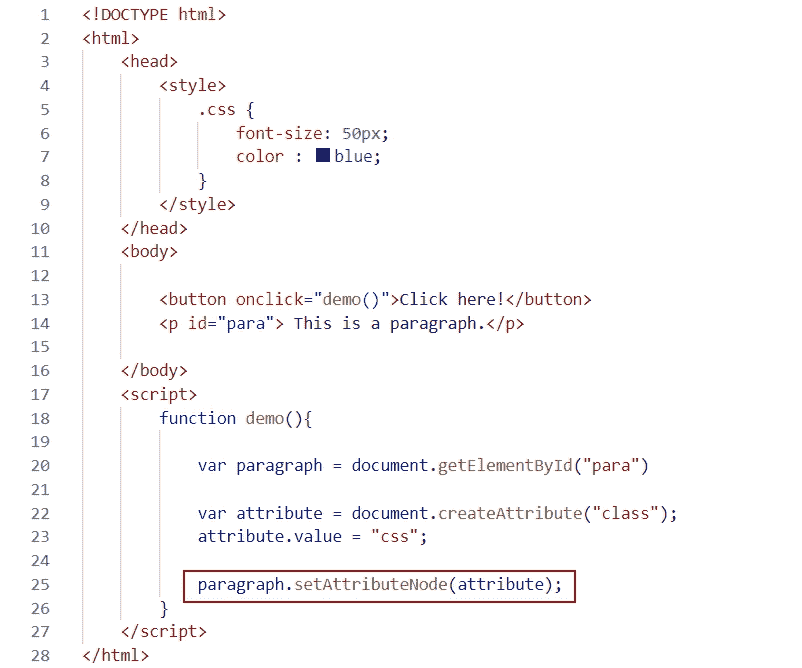 1 <!DOCTYPE html>
2 <html>
3     <head>
4         <style>
5             .css {
6                 font-size: 50px;
7                 color : blue;
8             }
9         </style>
10     </head>
11     <body>
12
13         <button onclick="demo()">Click here!</button>
14         <p id="para"> This is a paragraph.</p>
15
16     </body>
17     <script>
18         function demo(){
19
20             var paragraph = document.getElementById("para")
21
22             var attribute = document.createAttribute("class");
23             attribute.value = "css";
24
25             paragraph.setAttributeNode(attribute);
26         }
27     </script>
28 </html>